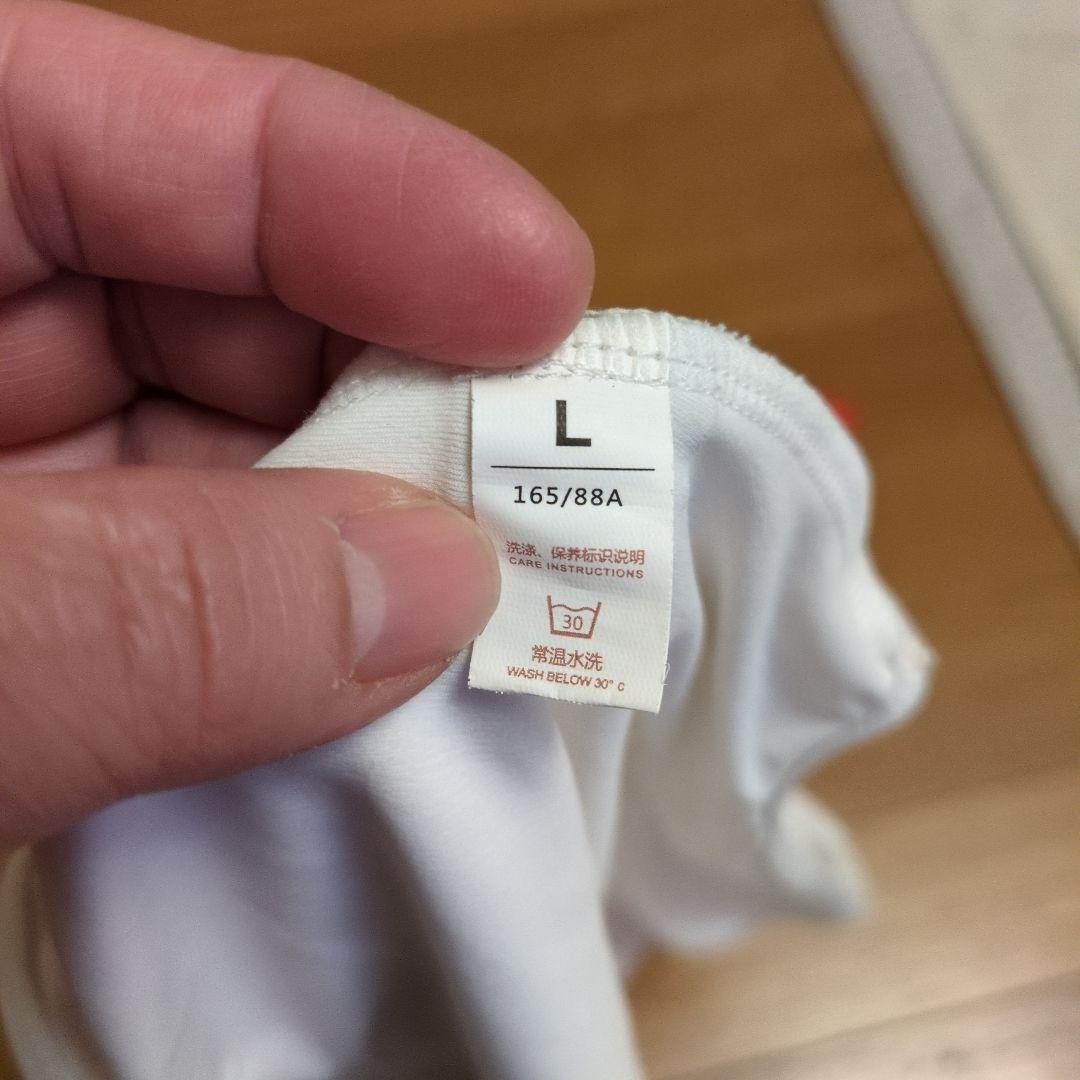 L
165/88A
洗涤、保养标识说明
CARE INSTRUCTIONS
30
常温水洗
WASH BELOW 30° c